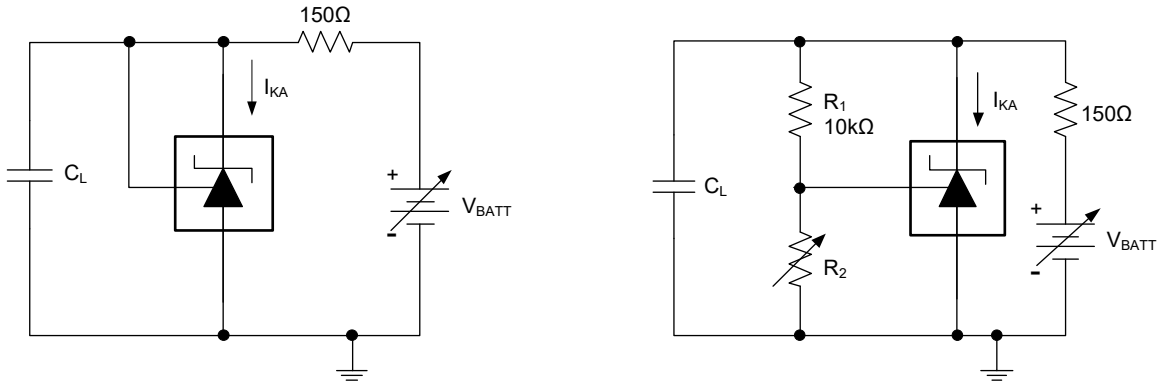 150Ω
I_KA
C_L
+
V_BATT
-
R_1
10kΩ
I_KA
150Ω
C_L
+
V_BATT
-
R_2